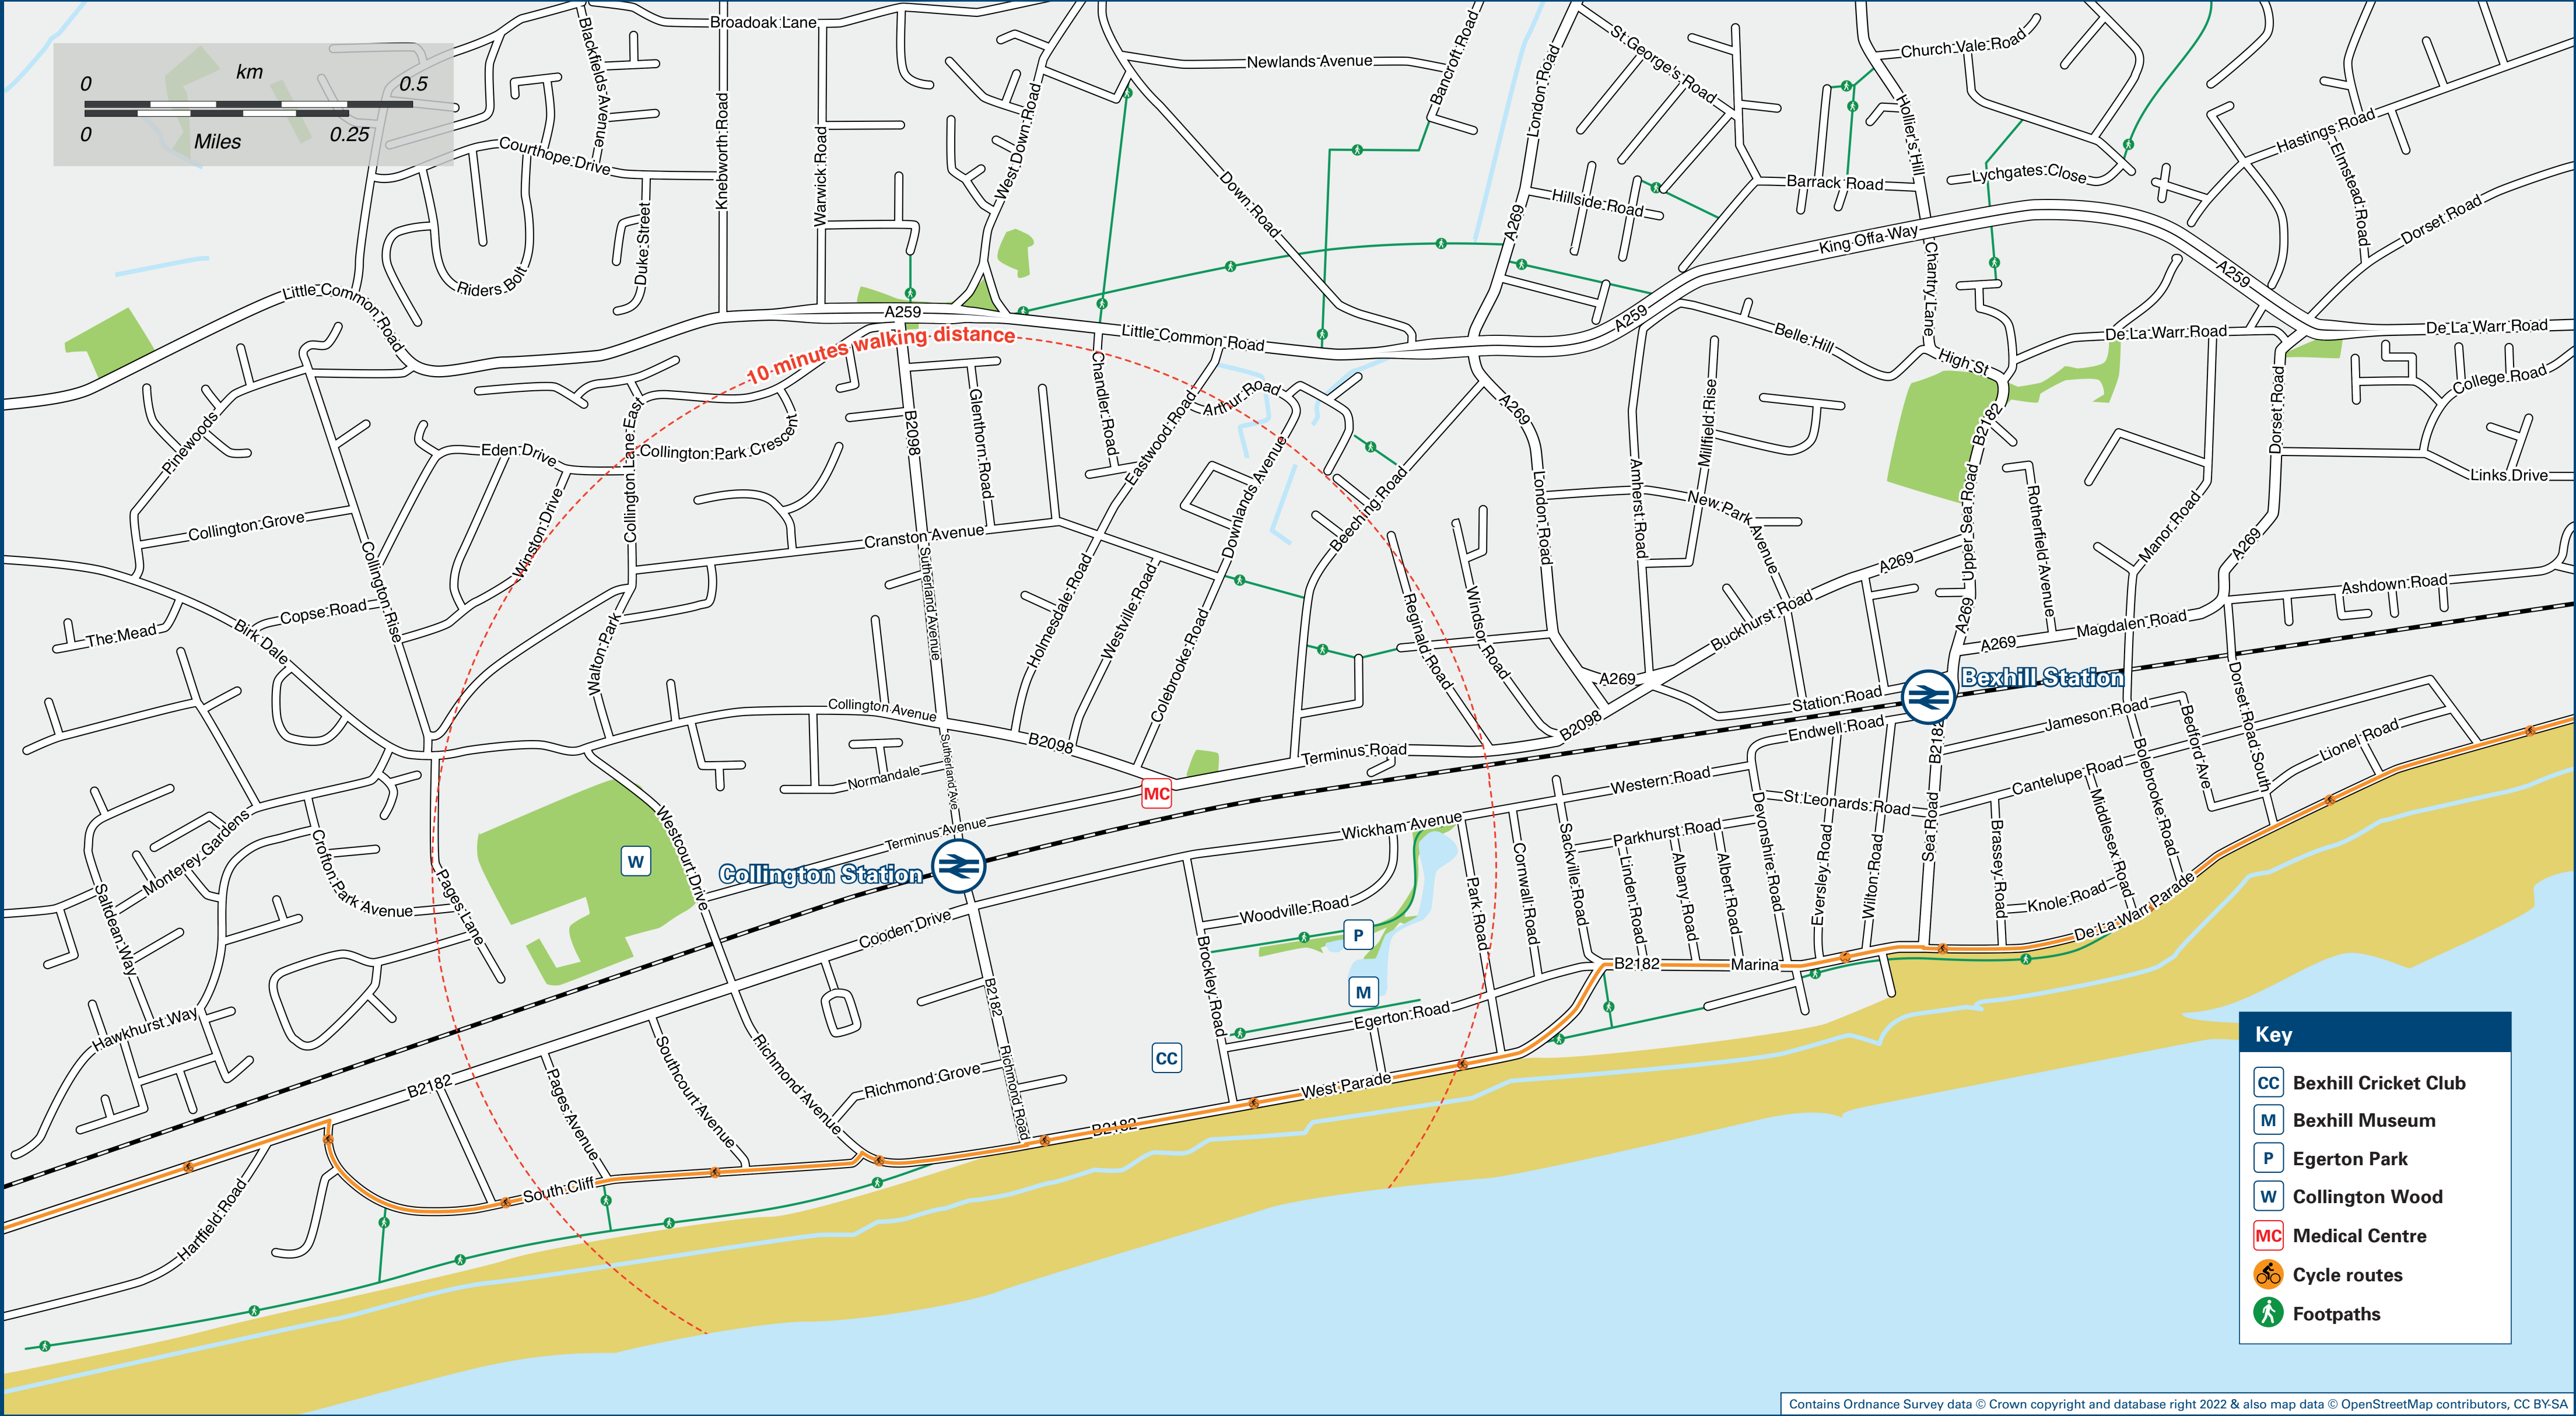 km
0
0.5
0
0.25
Miles
Broadoak Lane
Blackfields Avenue
Knebworth Road
Warwick Road
West Down Road
Newlands Avenue
Bancroft Road
London Road
St George's Road
Church Vale Road
Hollier's Hill
Courthope Drive
Duke Street
Riders Bolt
Down Road
Hillside Road
A269
Barrack Road
Lychgates Close
Hastings Road
Elmstead Road
Dorset Road
King Offa Way
Chantry Lane
A259
Little Common Road
A259
10 minutes walking distance
Little Common Road
A259
Belle Hill
High St
De La Warr Road
De La Warr Road
College Road
Links Drive
Dorset Road
B2182
Pinewoods
Eden Drive
Collington Lane East
Collington Park Crescent
B2098
Glenthorn Road
Chandler Road
Eastwood Road
Arthur Road
Downlands Avenue
Beeching Road
A269
London Road
Amherst Road
Millfield Rise
New Park Avenue
Upper Sea Road
Rotherfield Avenue
Manor Road
A269
Ashdown Road
Collington Grove
Collington Rise
Winston Drive
Cranston Avenue
Sutherland Avenue
Holmesdale Road
Westville Road
Colebrooke Road
Reginald Road
Windsor Road
Buckhurst Road
A269
A269
A269
Magdalen Road
Copse Road
The Mead
Birk Dale
Walton Park
Collington Avenue
B2098
A269
B2098
Station Road
Bexhill Station
Endwell Road
B2182
Jameson Road
Bedford Ave
Dorset Road South
Lionel Road
Bolebrooke Road
Cantelupe Road
Middlesex Road
Terminus Road
Normandale
Sutherland Ave
MC
Terminus Avenue
Collington Station
Western Road
Wickham Avenue
St Leonards Road
Devonshire Road
Parkhurst Road
Sackville Road
Cornwall Road
Linden Road
Albany Road
Albert Road
Eversley Road
Wilton Road
Sea Road
Brassey Road
Knole Road
De La Warr Parade
Westcourt Drive
W
Monterey Gardens
Crofton Park Avenue
Pages Lane
Saltdean Way
Hawkhurst Way
Cooden Drive
Woodville Road
P
M
Park Road
Brockley Road
Egerton Road
B2182
Marina
CC
B2182
Richmond Road
Richmond Grove
Richmond Avenue
Southcourt Avenue
Pages Avenue
B2182
West Parade
B2182
South Cliff
Hartfield Road
Key
CC Bexhill Cricket Club
M Bexhill Museum
P Egerton Park
W Collington Wood
MC Medical Centre
Cycle routes
Footpaths
Contains Ordnance Survey data © Crown copyright and database right 2022 & also map data © OpenStreetMap contributors, CC BY-SA